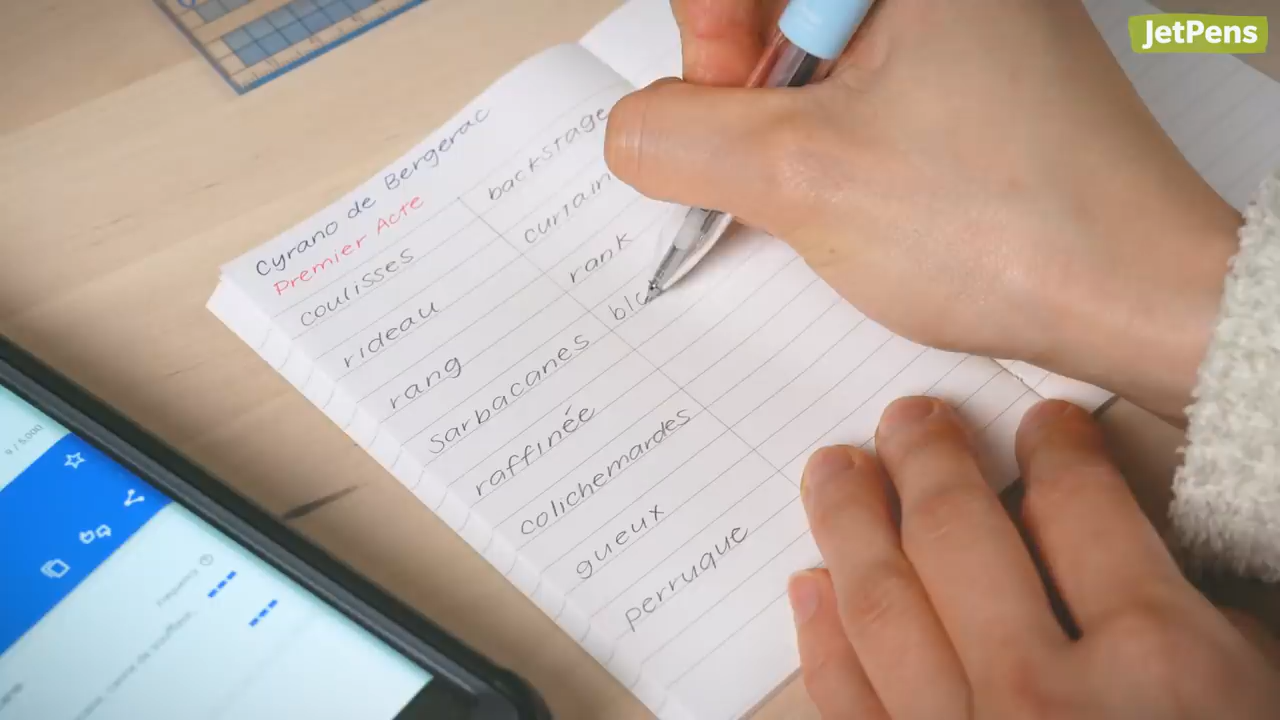 JetPens
Cyrano de Bergerac
Premier Acte
coulisses backstage
rideau curtain
rang rank
sarbacanes
raffinée
colichemardes
gueux
perruque